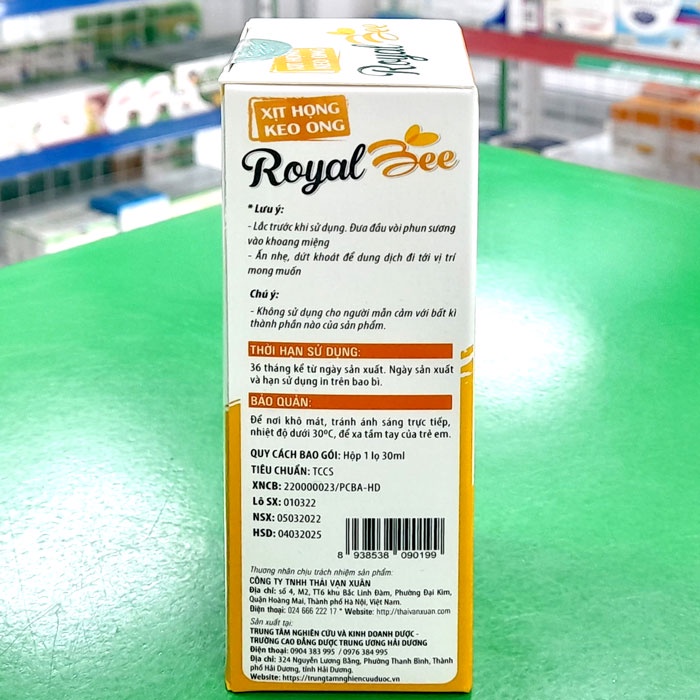 XỊT HỌNG
KEO ONG
Royal Bee
XỊT HỌNG
KEO ONG
Royal Bee
* Lưu ý:
- Lắc trước khi sử dụng. Đưa đầu vòi phun sương
vào khoang miệng
- Ấn nhẹ, dứt khoát để dung dịch đi tới vị trí
mong muốn
Chú ý:
- Không sử dụng cho người mẫn cảm với bất kì
thành phần nào của sản phẩm.
THỜI HẠN SỬ DỤNG:
36 tháng kể từ ngày sản xuất. Ngày sản xuất
và hạn sử dụng in trên bao bì.
BẢO QUẢN:
Để nơi khô mát, tránh ánh sáng trực tiếp,
nhiệt độ dưới 30ºC, để xa tầm tay của trẻ em.
QUY CÁCH BAO GÓI: Hộp 1 lọ 30ml
TIÊU CHUẨN: TCCS
XNCB: 220000023/PCBA-HD
Lô SX: 010322
NSX: 05032022
HSD: 04032025
8 938538 090199
Thương nhân chịu trách nhiệm sản phẩm:
CÔNG TY TNHH THÁI VẠN XUÂN
Địa chỉ: số 4, M2, TT6 khu Bắc Linh Đàm, Phường Đại Kim,
Quận Hoàng Mai, Thành phố Hà Nội, Việt Nam.
Điện thoại: 024 666 222 17 * Website: http://thaivanxuan.com
Sản xuất tại:
TRUNG TÂM NGHIÊN CỨU VÀ KINH DOANH DƯỢC -
TRƯỜNG CAO ĐẲNG DƯỢC TRUNG ƯƠNG HẢI DƯƠNG
Điện thoại: 0904 383 995 / 0976 384 995
Địa chỉ: 324 Nguyễn Lương Bằng, Phường Thanh Bình, Thành
phố Hải Dương, tỉnh Hải Dương.
Website: https://trungtamnghiencuuduoc.vn